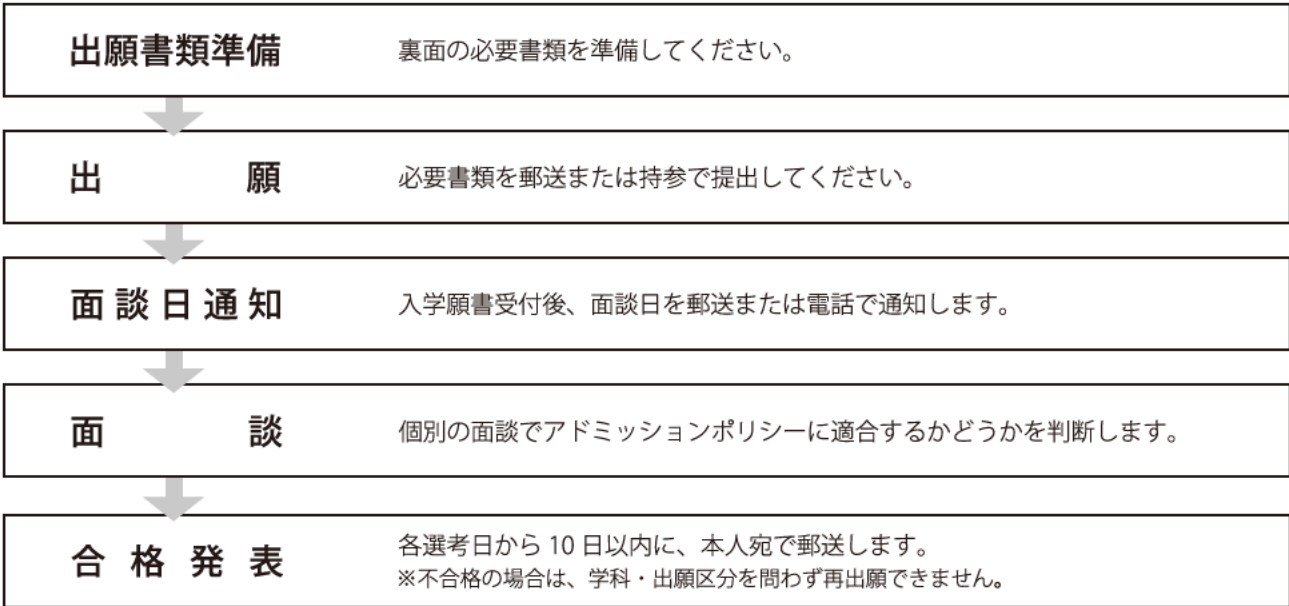 出願書類準備 裏面の必要書類を準備してください。
出願 必要書類を郵送または持参で提出してください。
面談日通知 入学願書受付後、面談日を郵送または電話で通知します。
面談 個別の面談でアドミッションポリシーに適合するかどうかを判断します。
合格発表 各選考日から 10 日以内に、本人宛で郵送します。
※不合格の場合は、学科・出願区分を問わず再出願できません。